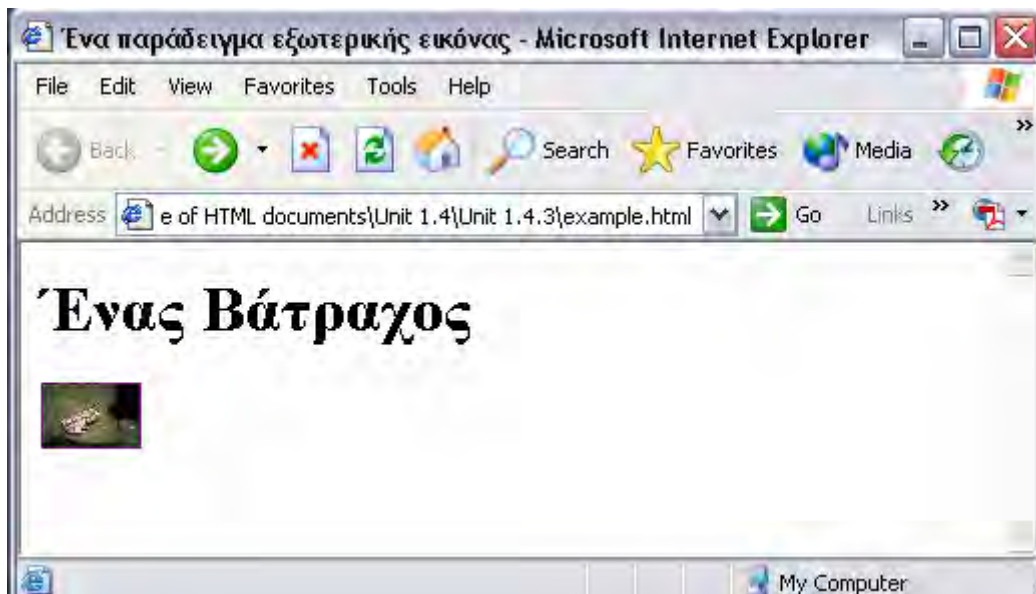 Ένα παράδειγμα εξωτερικής εικόνας - Microsoft Internet Explorer
File Edit View Favorites Tools Help
Back Search Favorites Media »
Address e of HTML documents\Unit 1.4\Unit 1.4.3\example.html Go Links »
Ένας Βάτραχος
My Computer